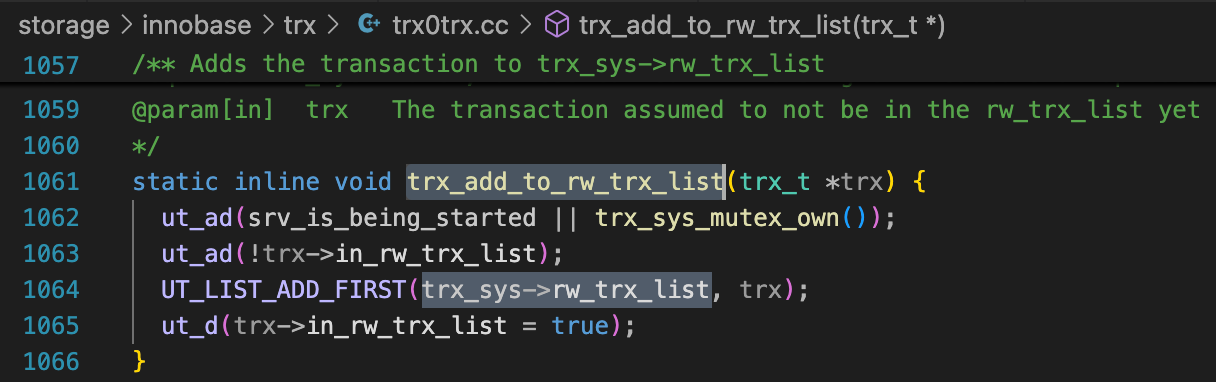 storage > innobase > trx > trx0trx.cc > trx_add_to_rw_trx_list(trx_t *)
1057 /** Adds the transaction to trx_sys->rw_trx_list
1059 @param[in] trx The transaction assumed to not be in the rw_trx_list yet
1060 */
1061 static inline void trx_add_to_rw_trx_list(trx_t *trx) {
1062 ut_ad(srv_is_being_started || trx_sys_mutex_own());
1063 ut_ad(!trx->in_rw_trx_list);
1064 UT_LIST_ADD_FIRST(trx_sys->rw_trx_list, trx);
1065 ut_d(trx->in_rw_trx_list = true);
1066 }